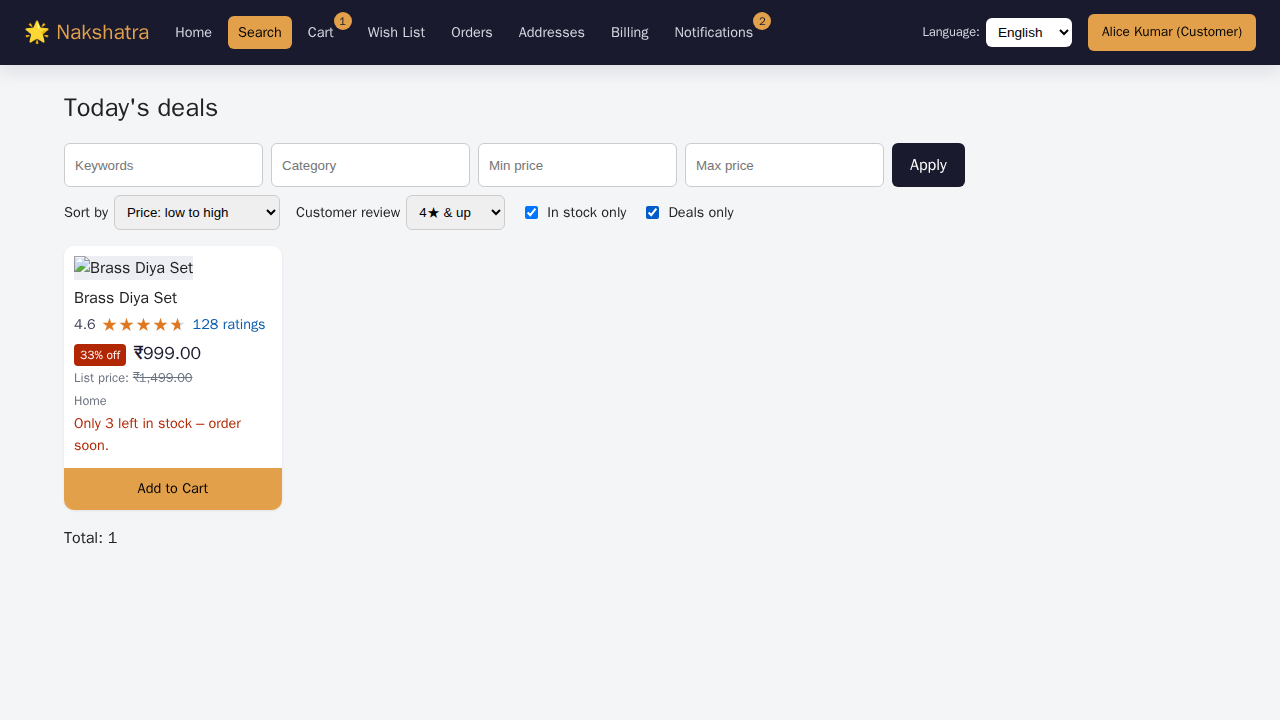 🌟 Nakshatra Home Search Cart 1 Wish List Orders Addresses Billing Notifications 2 Language: English Alice Kumar (Customer)
Today's deals
Keywords Category Min price Max price Apply
Sort by Price: low to high Customer review 4★ & up In stock only Deals only
Brass Diya Set
Brass Diya Set
4.6 ★★★★★ 128 ratings
33% off ₹999.00
List price: ₹1,499.00
Home
Only 3 left in stock – order
soon.
Add to Cart
Total: 1